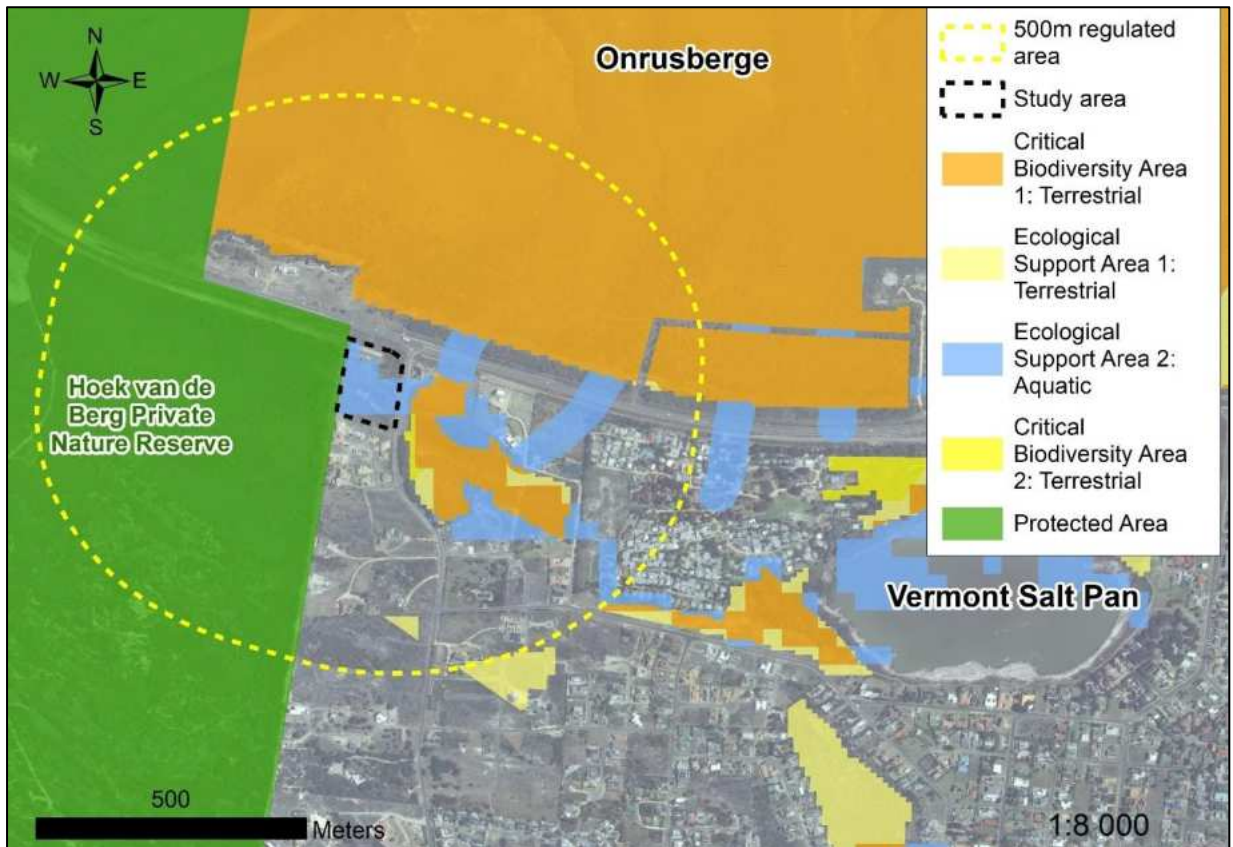 N
W E
S
Onrusberge
Hoek van de
Berg Private
Nature Reserve
Vermont Salt Pan
500m regulated
area
Study area
Critical
Biodiversity Area
1: Terrestrial
Ecological
Support Area 1:
Terrestrial
Ecological
Support Area 2:
Aquatic
Critical
Biodiversity Area
2: Terrestrial
Protected Area
500
Meters
1:8 000